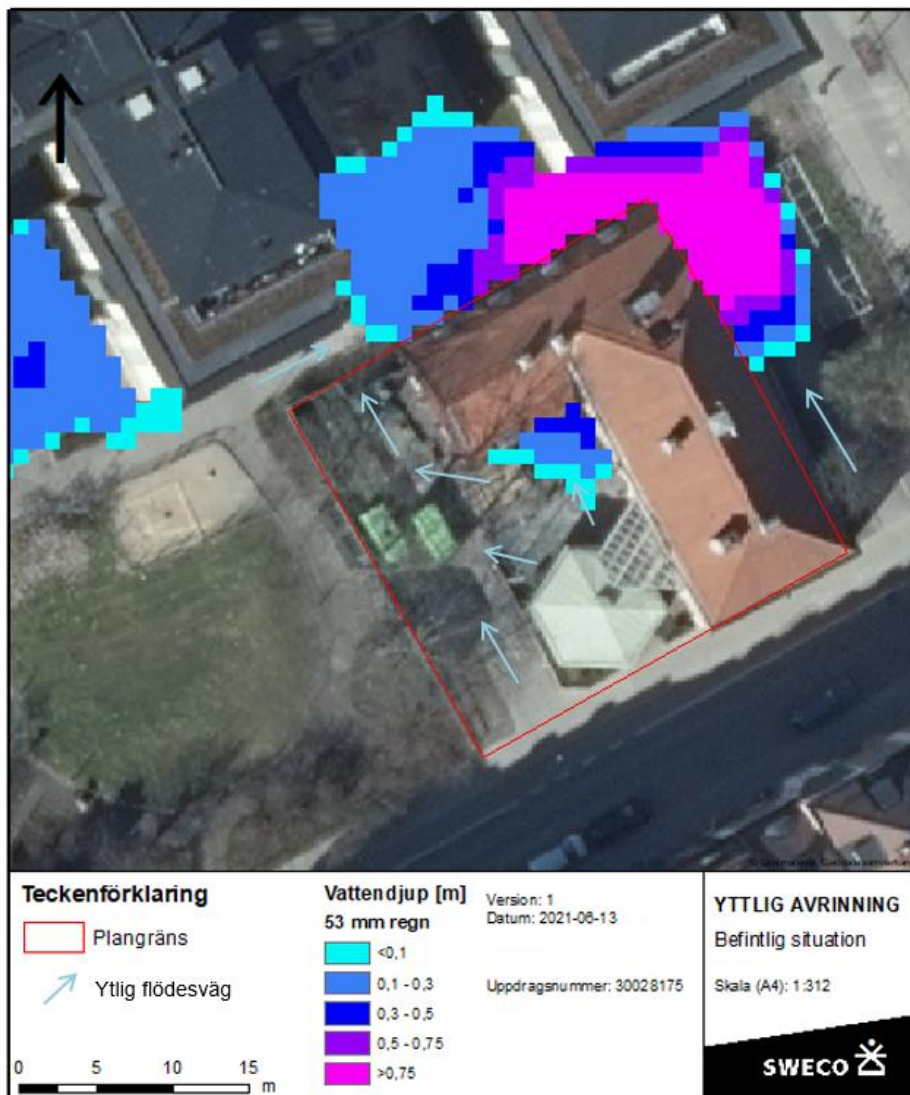 Teckenförklaring
Plangräns
Ytlig flödesväg
0 5 10 15
m
Vattendjup [m]
53 mm regn
<0,1
0,1 - 0,3
0,3 - 0,5
0,5 - 0,75
>0,75
Version: 1
Datum: 2021-06-13
Uppdragsnummer: 30028175
YTTLIG AVRINNING
Befintlig situation
Skala (A4): 1:312
SWECO